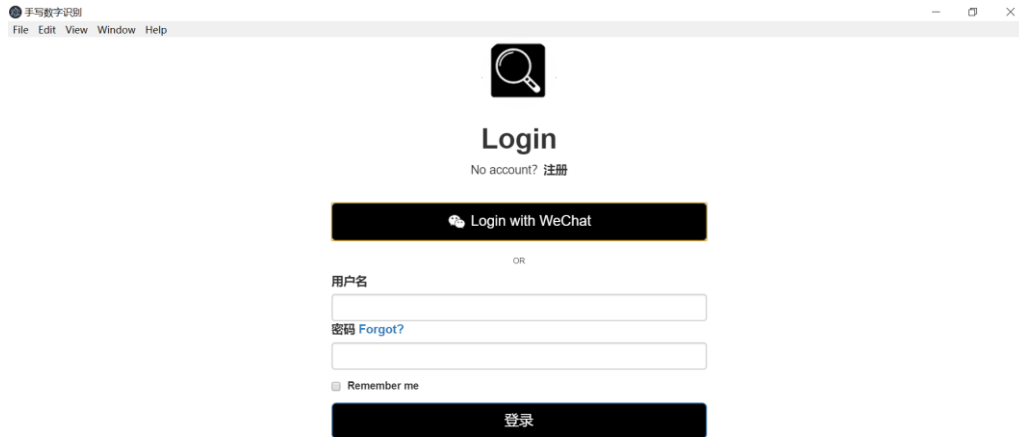 手写数字识别
File Edit View Window Help
Login
No account? 注册
Login with WeChat
OR
用户名
密码 Forgot?
Remember me
登录